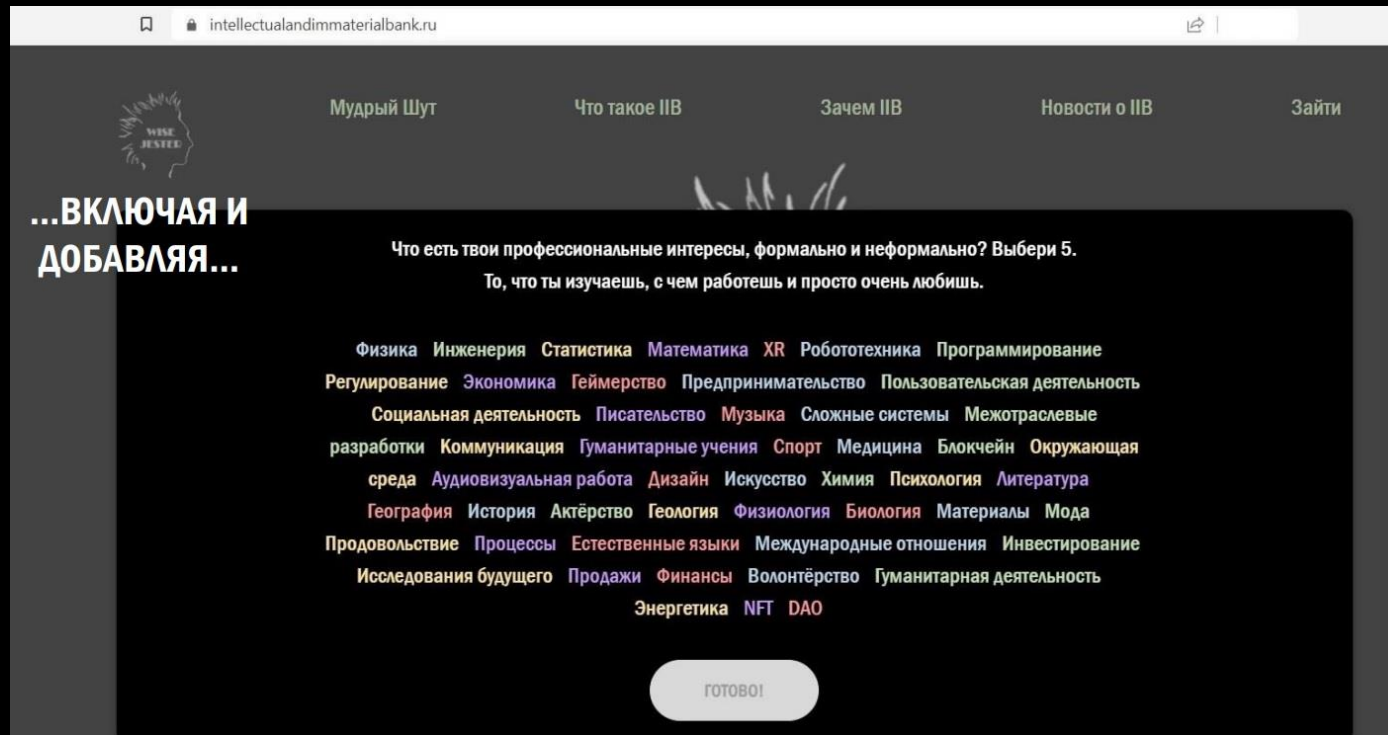 intellectualandimmaterialbank.ru
WISE
JESTER
Мудрый Шут
Что такое IIB
Зачем IIB
Новости о IIB
Зайти
...ВКЛЮЧАЯ И
ДОБАВЛЯЯ...
Что есть твои профессиональные интересы, формально и неформально? Выбери 5.
То, что ты изучаешь, с чем работешь и просто очень любишь.
Физика Инженерия Статистика Математика XR Робототехника Программирование
Регулирование Экономика Геймерство Предпринимательство Пользовательская деятельность
Социальная деятельность Писательство Музыка Сложные системы Межотраслевые
разработки Коммуникация Гуманитарные учения Спорт Медицина Блокчейн Окружающая
среда Аудиовизуальная работа Дизайн Искусство Химия Психология Литература
География История Актёрство Геология Физиология Биология Материалы Мода
Продовольствие Процессы Естественные языки Международные отношения Инвестирование
Исследования будущего Продажи Финансы Волонтёрство Гуманитарная деятельность
Энергетика NFT DAO
ГОТОВО!